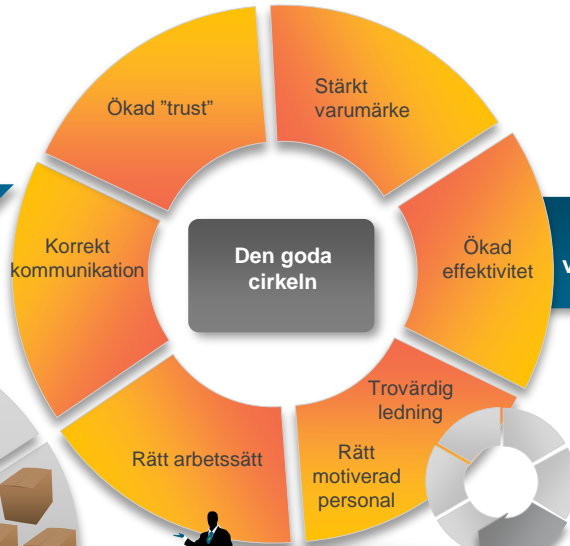 Ökad ”trust”
Stärkt
varumärke
Ökad
effektivitet
Trovärdig
ledning
Rätt
motiverad
personal
Rätt arbetssätt
Korrekt
kommunikation
Den goda
cirkeln
v